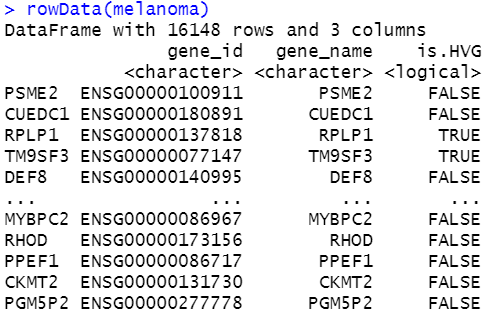 > rowData(melanoma)
DataFrame with 16148 rows and 3 columns
gene_id gene_name is.HVG
<character> <character> <logical>
PSME2 ENSG00000100911 PSME2 FALSE
CUEDC1 ENSG00000180891 CUEDC1 FALSE
RPLP1 ENSG00000137818 RPLP1 TRUE
TM9SF3 ENSG00000077147 TM9SF3 TRUE
DEF8 ENSG00000140995 DEF8 FALSE
... ... ... ...
MYBPC2 ENSG00000086967 MYBPC2 FALSE
RHOD ENSG00000173156 RHOD FALSE
PPEF1 ENSG00000086717 PPEF1 FALSE
CKMT2 ENSG00000131730 CKMT2 FALSE
PGM5P2 ENSG00000277778 PGM5P2 FALSE